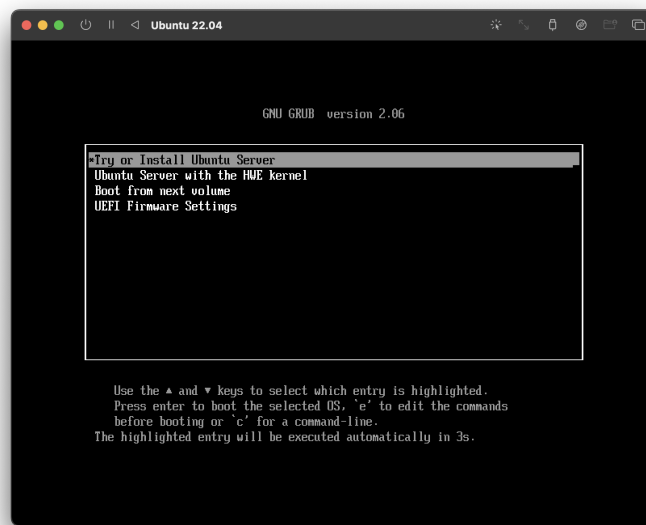 Ubuntu 22.04
GNU GRUB version 2.06
*Try or Install Ubuntu Server
Ubuntu Server with the HWE kernel
Boot from next volume
UEFI Firmware Settings
Use the ▲ and ▼ keys to select which entry is highlighted.
Press enter to boot the selected OS, `e' to edit the commands
before booting or `c' for a command-line.
The highlighted entry will be executed automatically in 3s.